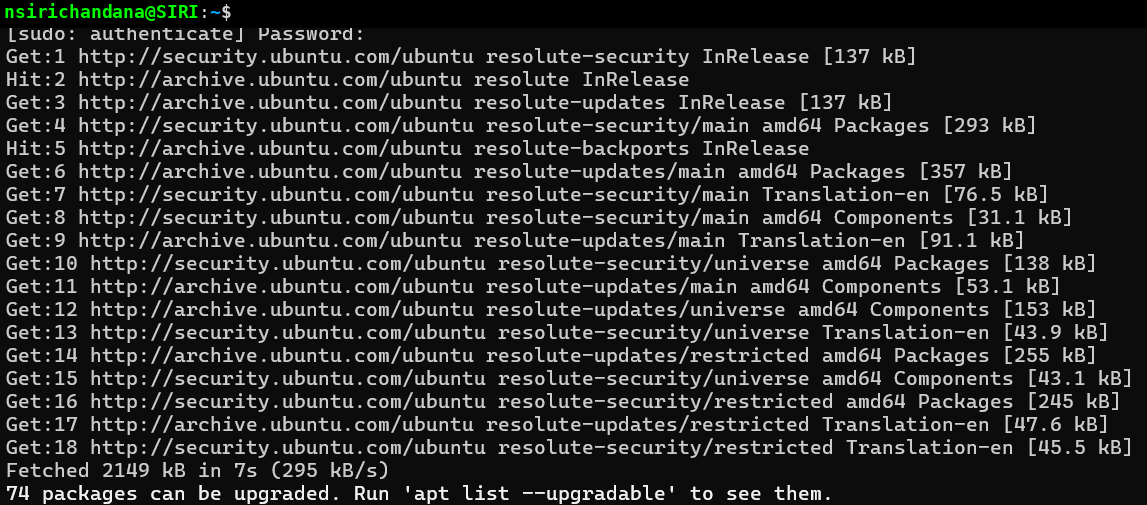 nsirichandana@SIRI:~$
[sudo: authenticate] Password:
Get:1 http://security.ubuntu.com/ubuntu resolute-security InRelease [137 kB]
Hit:2 http://archive.ubuntu.com/ubuntu resolute InRelease
Get:3 http://archive.ubuntu.com/ubuntu resolute-updates InRelease [137 kB]
Get:4 http://security.ubuntu.com/ubuntu resolute-security/main amd64 Packages [293 kB]
Hit:5 http://archive.ubuntu.com/ubuntu resolute-backports InRelease
Get:6 http://archive.ubuntu.com/ubuntu resolute-updates/main amd64 Packages [357 kB]
Get:7 http://security.ubuntu.com/ubuntu resolute-security/main Translation-en [76.5 kB]
Get:8 http://security.ubuntu.com/ubuntu resolute-security/main amd64 Components [31.1 kB]
Get:9 http://archive.ubuntu.com/ubuntu resolute-updates/main Translation-en [91.1 kB]
Get:10 http://security.ubuntu.com/ubuntu resolute-security/universe amd64 Packages [138 kB]
Get:11 http://archive.ubuntu.com/ubuntu resolute-updates/main amd64 Components [53.1 kB]
Get:12 http://archive.ubuntu.com/ubuntu resolute-updates/universe amd64 Components [153 kB]
Get:13 http://security.ubuntu.com/ubuntu resolute-security/universe Translation-en [43.9 kB]
Get:14 http://archive.ubuntu.com/ubuntu resolute-updates/restricted amd64 Packages [255 kB]
Get:15 http://security.ubuntu.com/ubuntu resolute-security/universe amd64 Components [43.1 kB]
Get:16 http://security.ubuntu.com/ubuntu resolute-security/restricted amd64 Packages [245 kB]
Get:17 http://archive.ubuntu.com/ubuntu resolute-updates/restricted Translation-en [47.6 kB]
Get:18 http://security.ubuntu.com/ubuntu resolute-security/restricted Translation-en [45.5 kB]
Fetched 2149 kB in 7s (295 kB/s)
74 packages can be upgraded. Run 'apt list --upgradable' to see them.